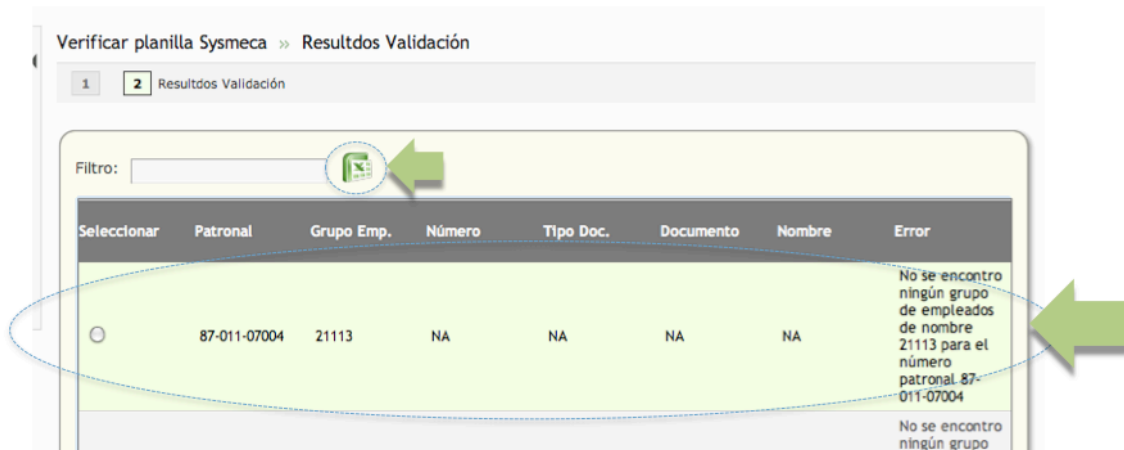 Verificar planilla Sysmeca » Resultdos Validación
1 2 Resultdos Validación
Filtro:
Seleccionar Patronal Grupo Emp. Número Tipo Doc. Documento Nombre Error
87-011-07004 21113 NA NA NA NA
No se encontro
ningún grupo
de empleados
de nombre
21113 para el
número
patronal 87-
011-07004
No se encontro
ningún grupo